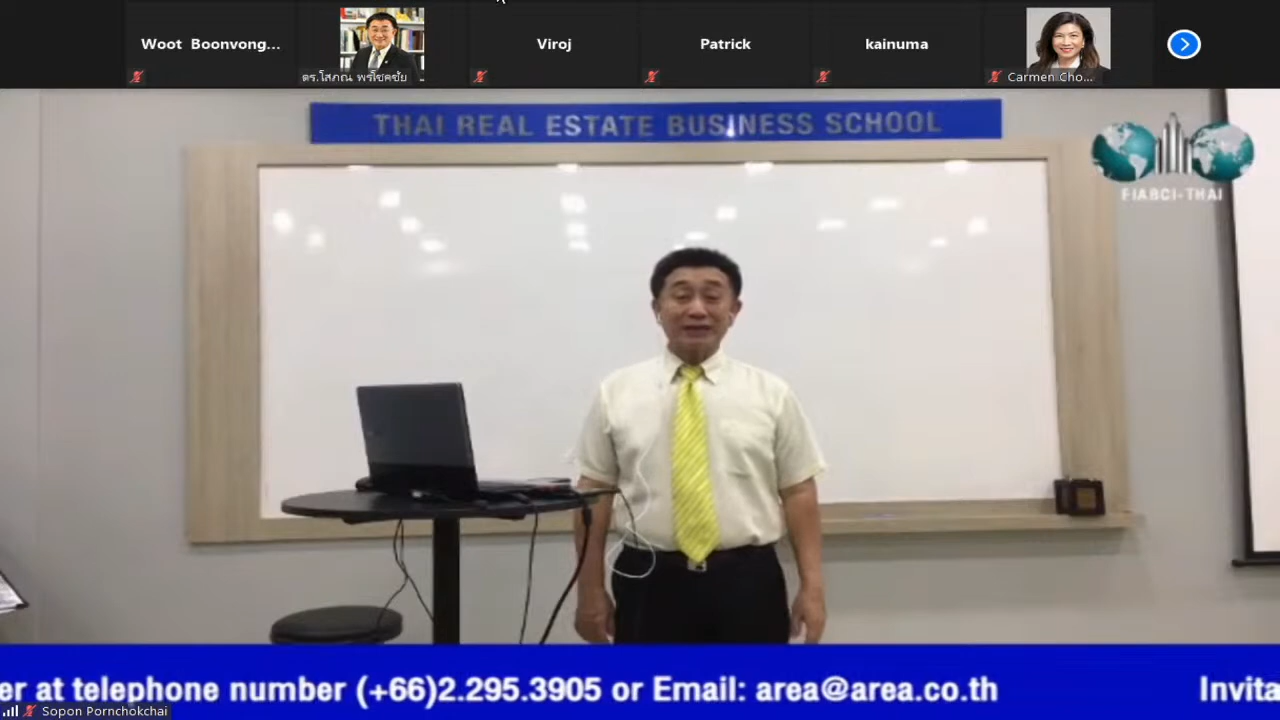 Woot Boonvong...
Viroj
Patrick
kainuma
ดร.โสภณ พรโชคชัย
Carmen Cho...
THAI REAL ESTATE BUSINESS SCHOOL
FIABCI-THAI
er at telephone number (+66)2.295.3905 or Email: area@area.co.th
Invita
Sopon Pornchokchai